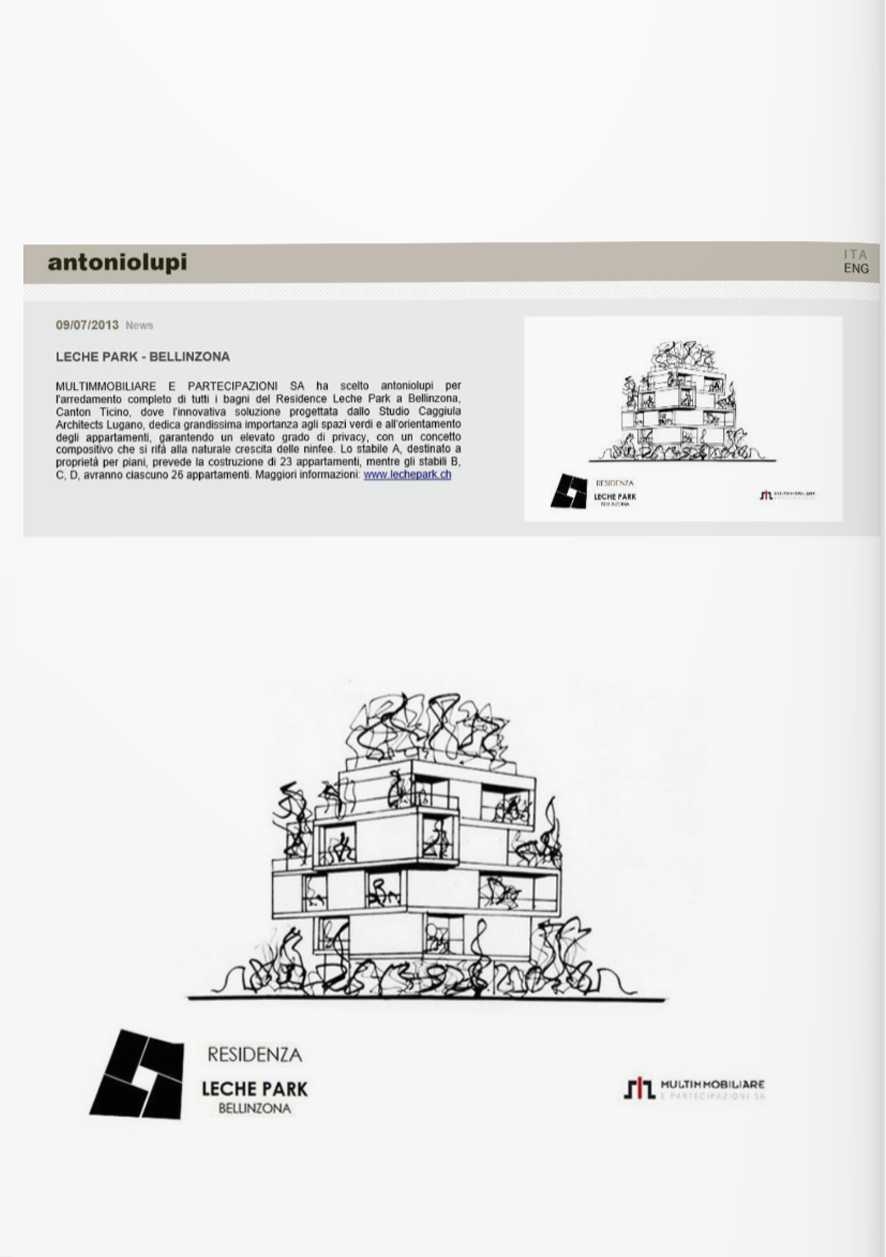 antoniolupi
ITA
ENG
09/07/2013 News
LECHE PARK - BELLINZONA
MULTIMMOBILIARE E PARTECIPAZIONI SA ha scelto antoniolupi per
l'arredamento completo di tutti i bagni del Residence Leche Park a Bellinzona,
Canton Ticino, dove l'innovativa soluzione progettata dallo Studio Caggiula
Architects Lugano, dedica grandissima importanza agli spazi verdi e all'orientamento
degli appartamenti, garantendo un elevato grado di privacy, con un concetto
compositivo che si rifà alla naturale crescita delle ninfee. Lo stabile A, destinato a
proprietà per piani, prevede la costruzione di 23 appartamenti, mentre gli stabili B,
C, D, avranno ciascuno 26 appartamenti. Maggiori informazioni: www.lechepark.ch
RESIDENZA
LECHE PARK
BELLINZONA
RESIDENZA
LECHE PARK
BELLINZONA
MULTIMMOBILIARE
E PARTECIPAZIONI SA